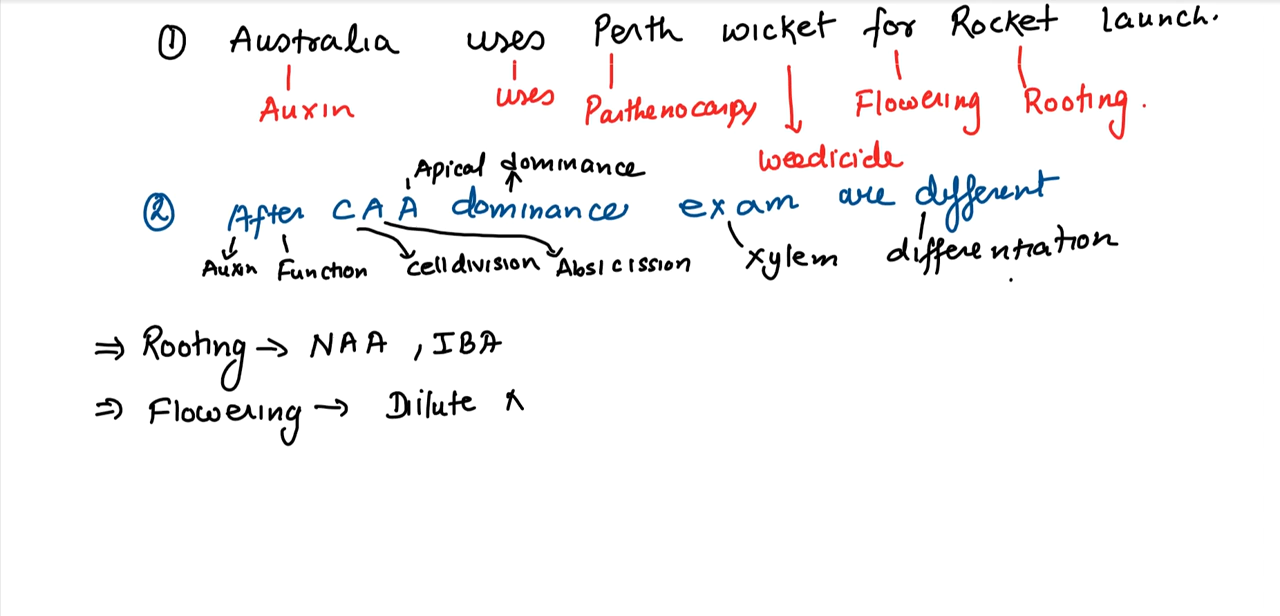 ① Australia uses Perth wicket for Rocket launch.
Auxin uses Parthenocarpy Flowering Rooting.
weedicide
Apical dominance
② After CAA dominance exam are different
Auxin Function cell division Abscission xylem differentiation
⇒ Rooting → NAA , IBA
⇒ Flowering → Dilute